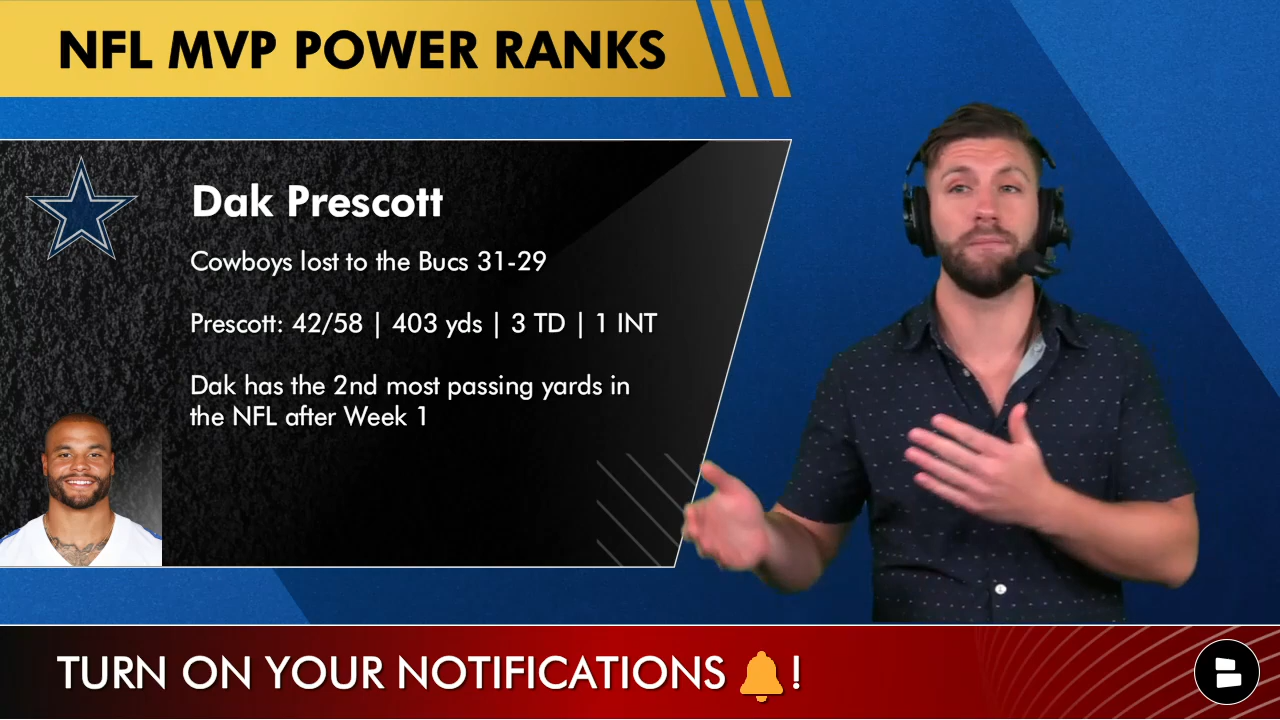 NFL MVP POWER RANKS
Dak Prescott
Cowboys lost to the Bucs 31-29
Prescott: 42/58 | 403 yds | 3 TD | 1 INT
Dak has the 2nd most passing yards in
the NFL after Week 1
TURN ON YOUR NOTIFICATIONS 🔔!